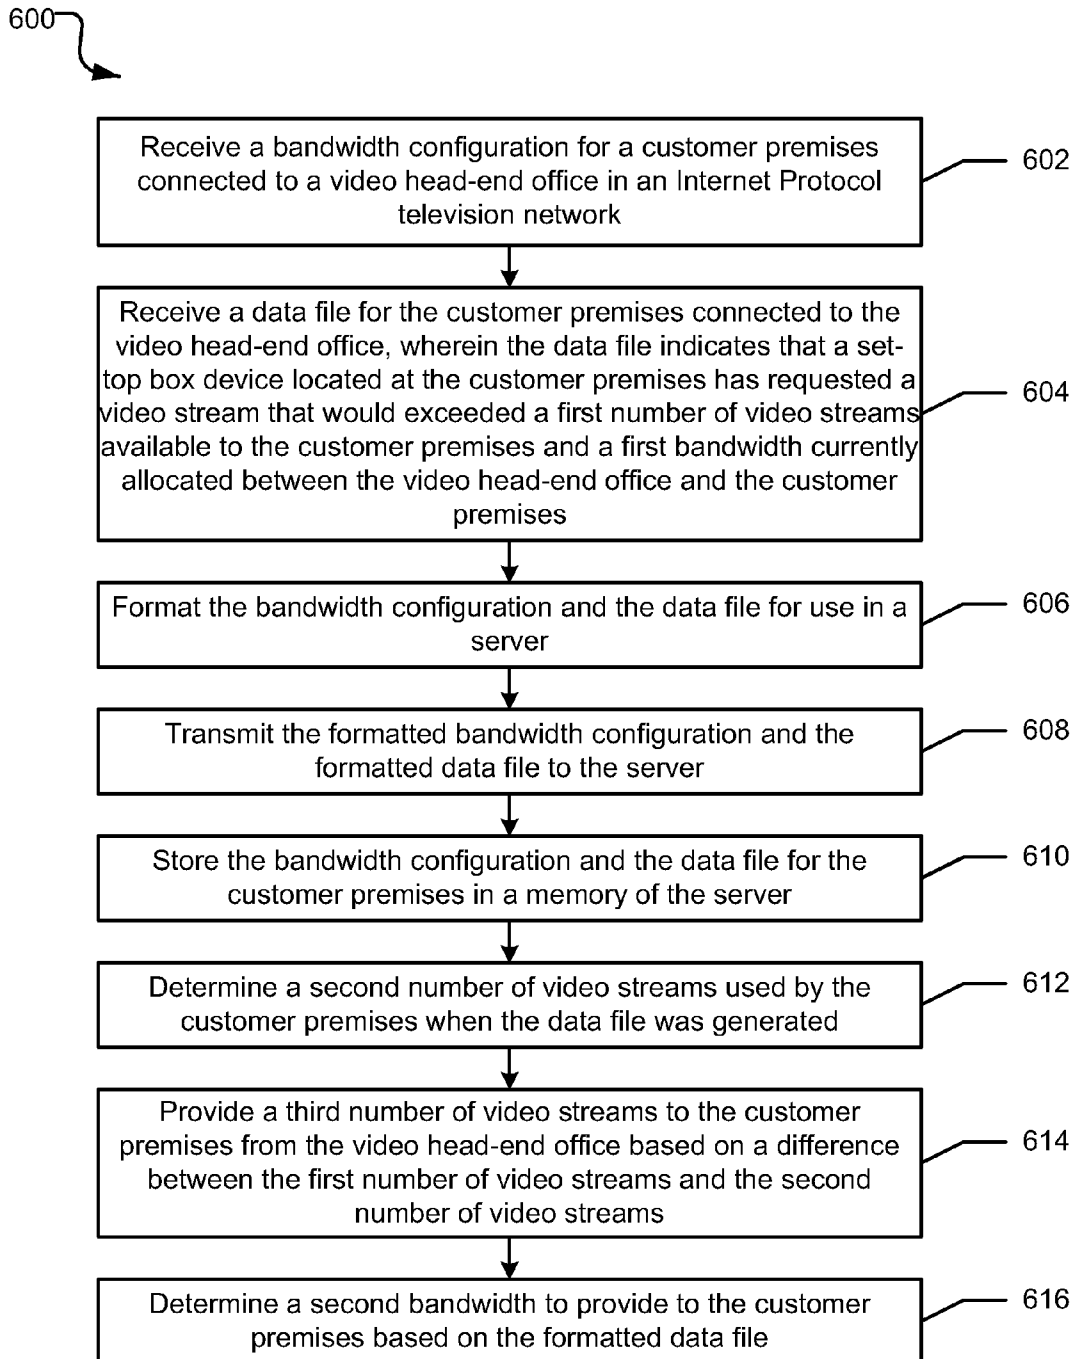 600
Receive a bandwidth configuration for a customer premises
connected to a video head-end office in an Internet Protocol
television network
602
Receive a data file for the customer premises connected to the
video head-end office, wherein the data file indicates that a set-
top box device located at the customer premises has requested a
video stream that would exceeded a first number of video streams
available to the customer premises and a first bandwidth currently
allocated between the video head-end office and the customer
premises
604
Format the bandwidth configuration and the data file for use in a
server
606
Transmit the formatted bandwidth configuration and the
formatted data file to the server
608
Store the bandwidth configuration and the data file for the
customer premises in a memory of the server
610
Determine a second number of video streams used by the
customer premises when the data file was generated
612
Provide a third number of video streams to the customer
premises from the video head-end office based on a difference
between the first number of video streams and the second
number of video streams
614
Determine a second bandwidth to provide to the customer
premises based on the formatted data file
616